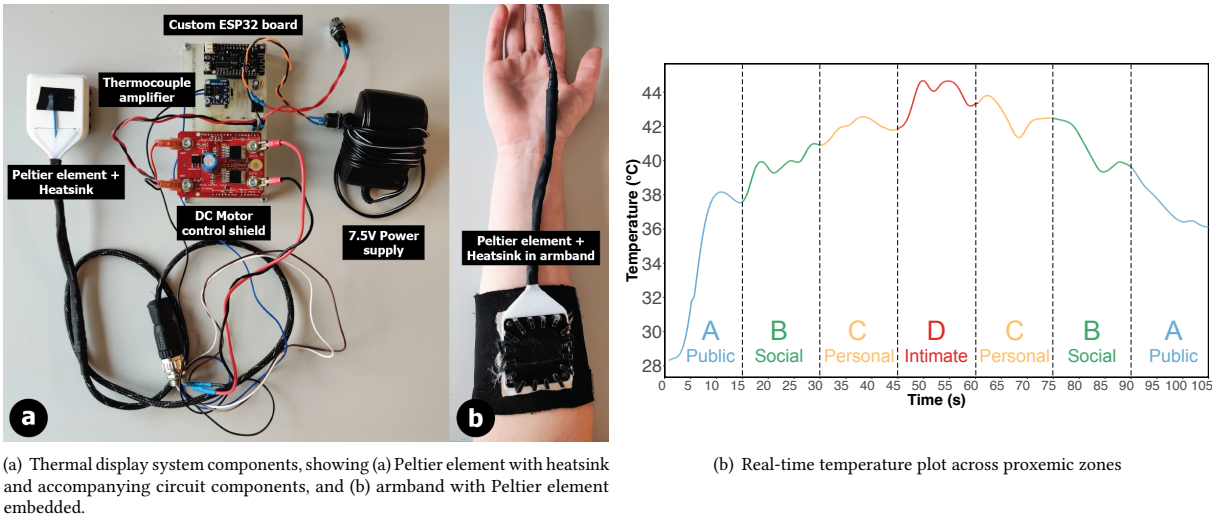 Custom ESP32 board
Thermocouple
amplifier
Peltier element +
Heatsink
DC Motor
control shield
7.5V Power
supply
a
Peltier element +
Heatsink in armband
b
Temperature (°C)
44
42
40
38
36
34
32
30
28
A B C D C B A
Public Social Personal Intimate Personal Social Public
0 5 10 15 20 25 30 35 40 45 50 55 60 65 70 75 80 85 90 95 100 105
Time (s)
(a) Thermal display system components, showing (a) Peltier element with heatsink
and accompanying circuit components, and (b) armband with Peltier element
embedded.
(b) Real-time temperature plot across proxemic zones